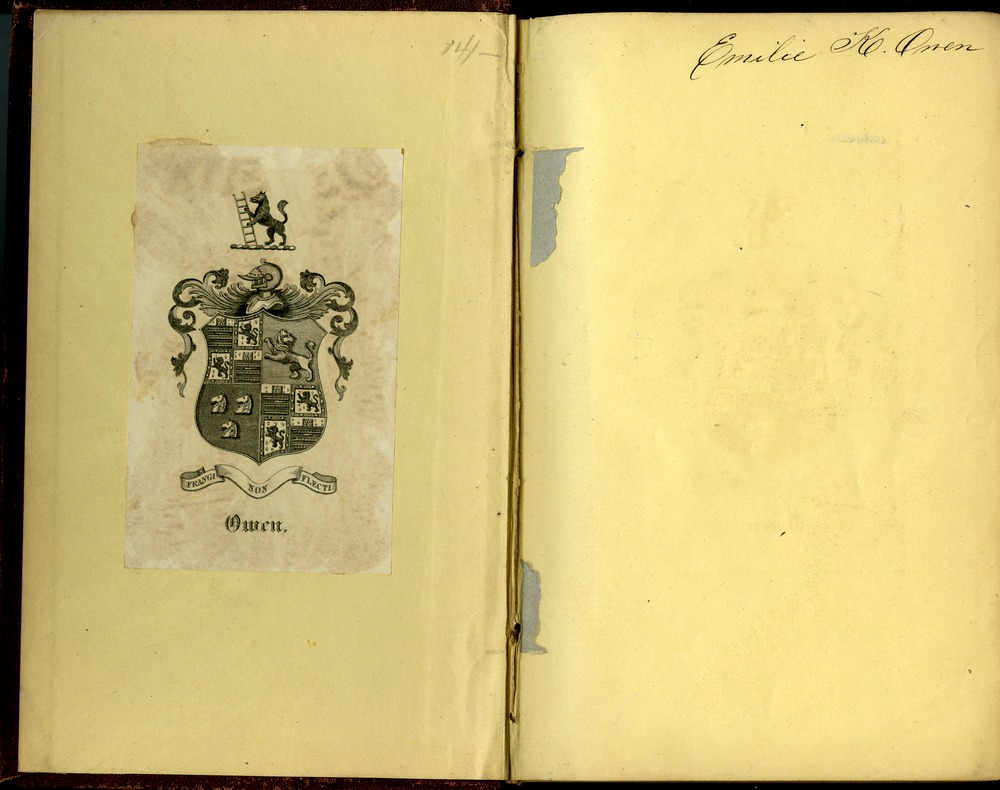 14/-
FRANGI NON FLECTI
Owen.
Emilie K. Owen